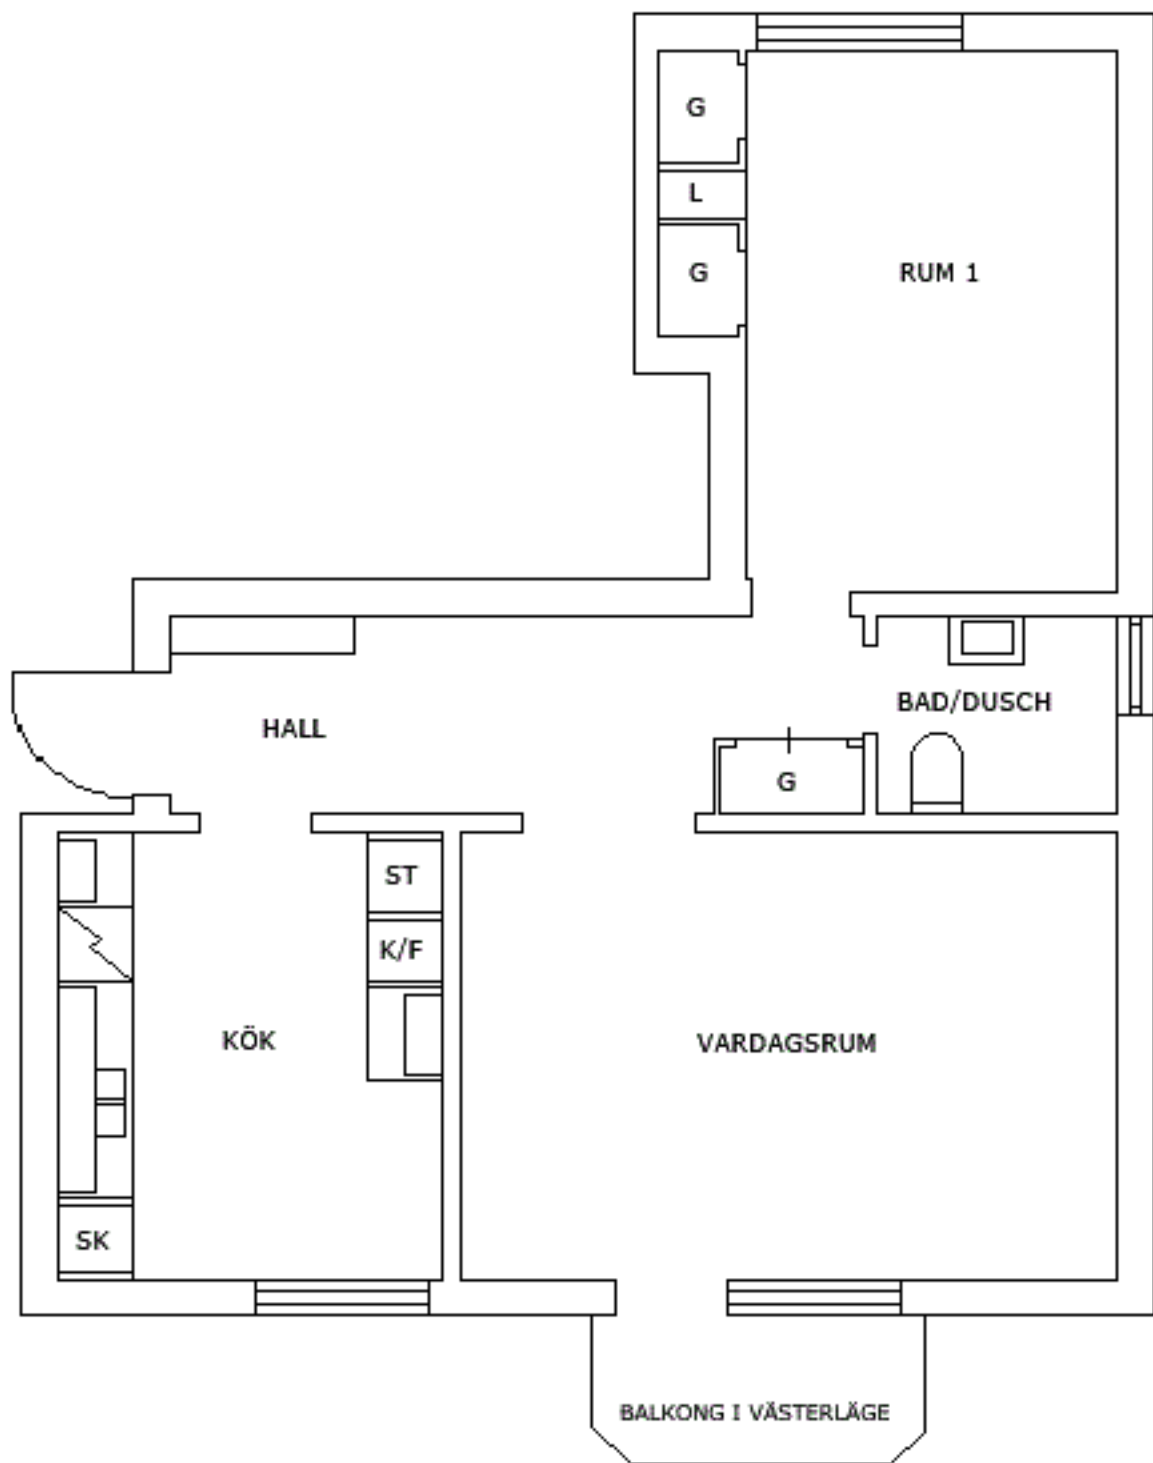 G
L
G
RUM 1
BAD/DUSCH
HALL
G
ST
K/F
KÖK
VARDAGSRUM
SK
BALKONG I VÄSTERLÄGE